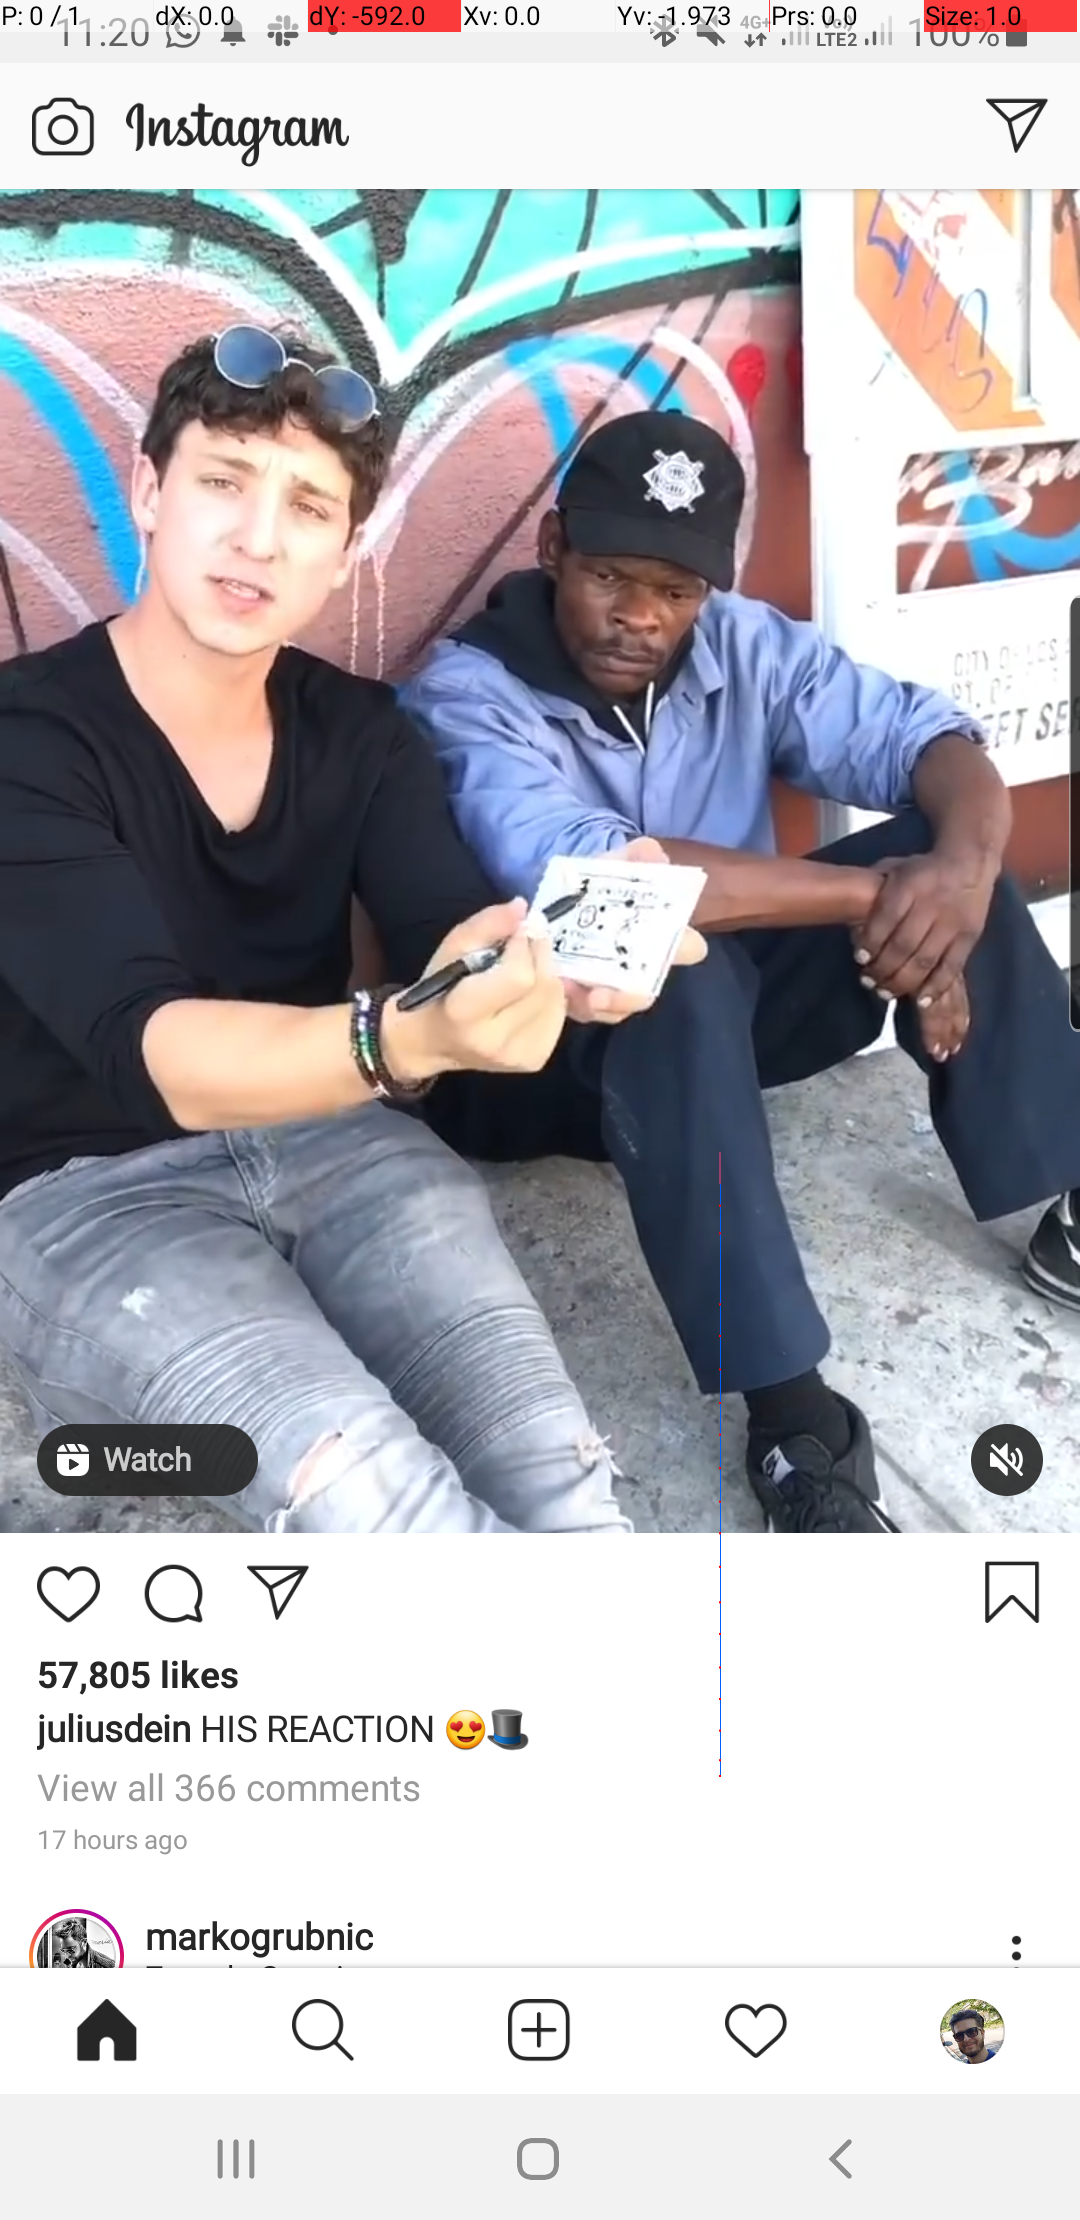 P: 0 / 1 dX: 0.0 dY: -592.0 Xv: 0.0 Yv: -1.973 Prs: 0.0 Size: 1.0
11:20 4G+ LTE2 100%
Instagram
CITY OF LOS
Watch
57,805 likes
juliusdein HIS REACTION 😍🎩
View all 366 comments
17 hours ago
markogrubnic